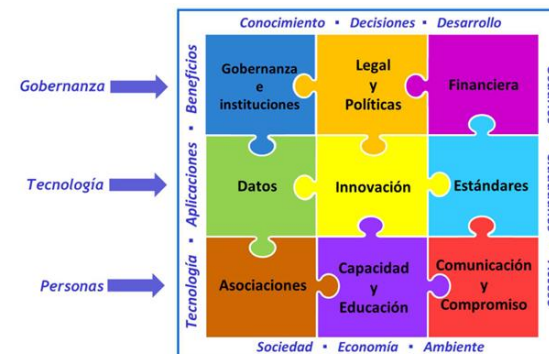 Conocimiento ▪ Decisiones ▪ Desarrollo
Gobernanza
Beneficios
Gobernanza
e
instituciones
Legal
y
Políticas
Financiera
Tecnología
Aplicaciones ▪
Datos
Innovación
Estándares
Personas
Tecnología ▪
Asociaciones
Capacidad
y
Educación
Comunicación
y
Compromiso
Sociedad ▪ Economía ▪ Ambiente